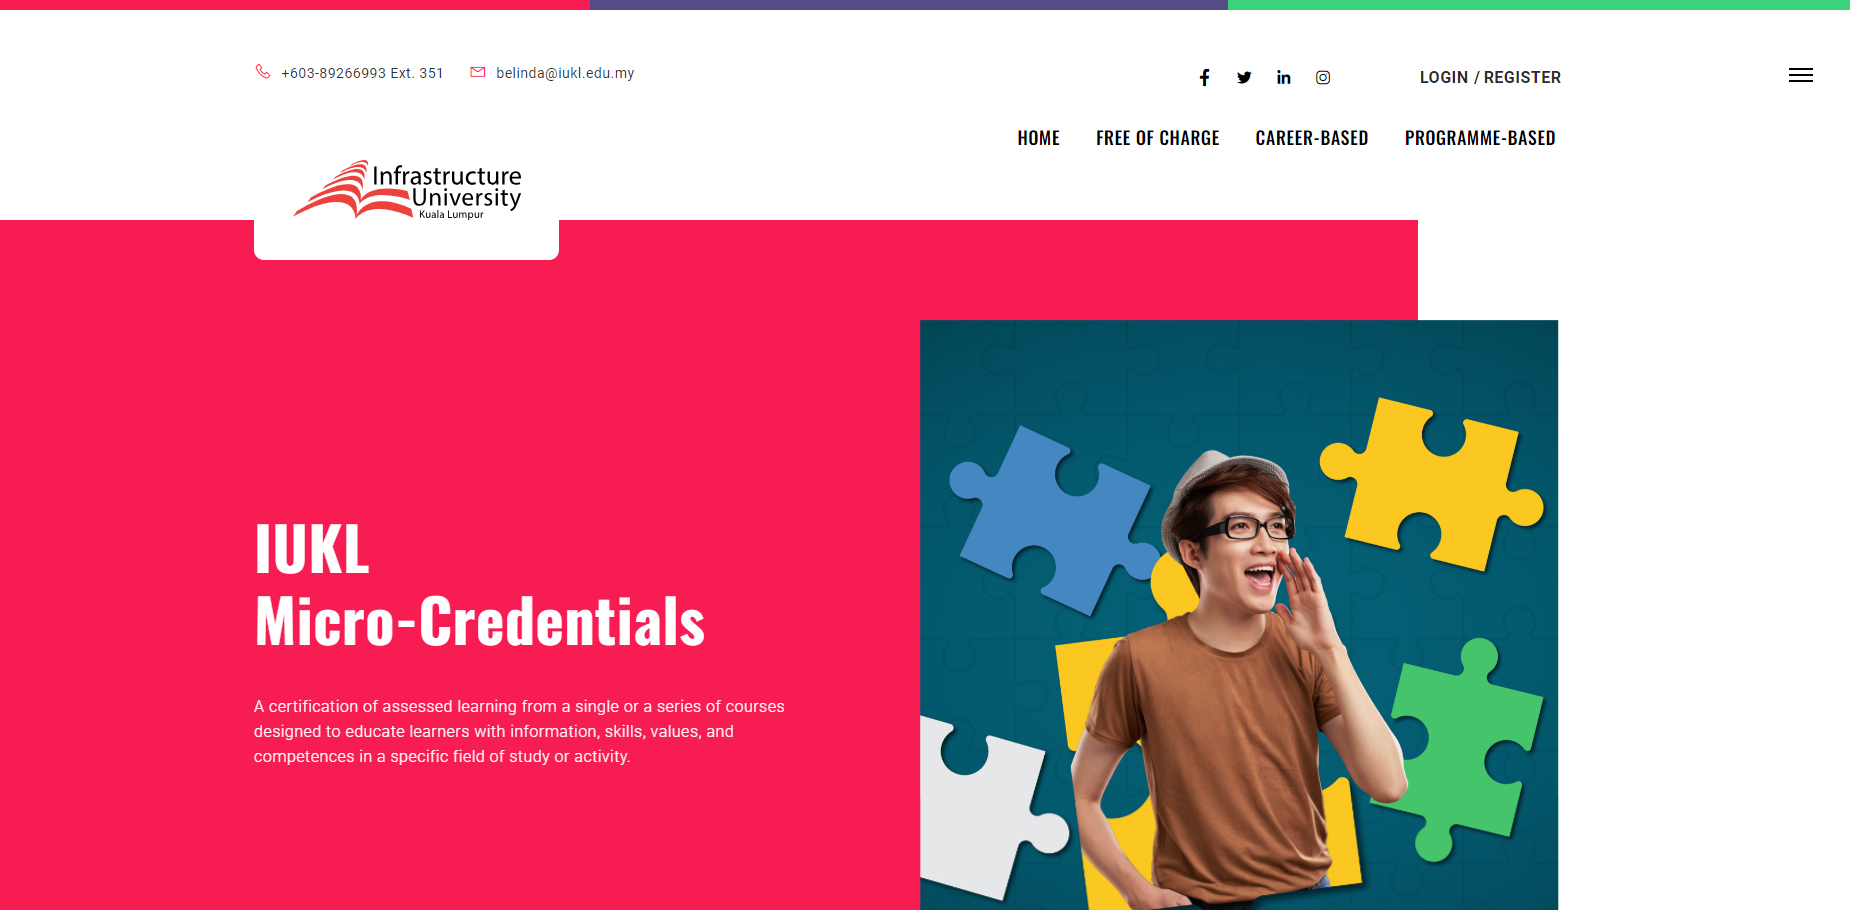 +603-89266993 Ext. 351
belinda@iukl.edu.my
LOGIN / REGISTER
HOME
FREE OF CHARGE
CAREER-BASED
PROGRAMME-BASED
Infrastructure
University
Kuala Lumpur
IUKL
Micro-Credentials
A certification of assessed learning from a single or a series of courses
designed to educate learners with information, skills, values, and
competences in a specific field of study or activity.